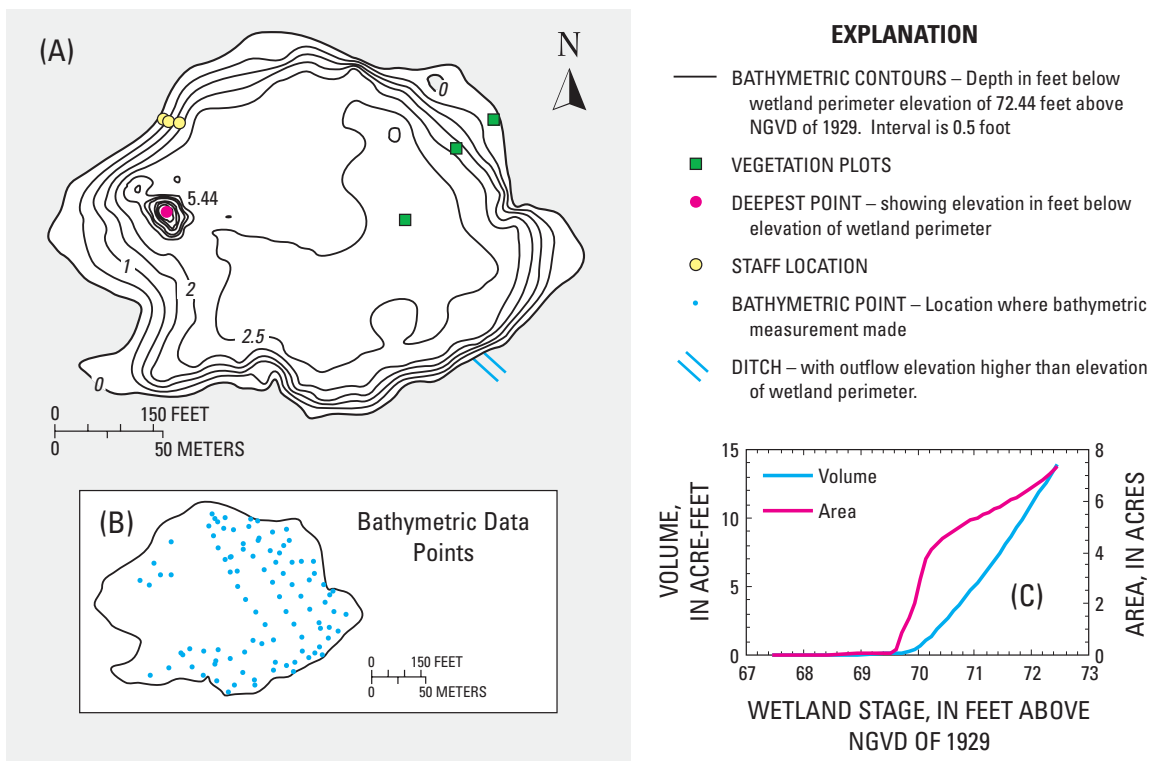 (A)
N
0
5.44
1
2
2.5
0
0 150 FEET
0 50 METERS
(B)
Bathymetric Data
Points
0 150 FEET
0 50 METERS
EXPLANATION
BATHYMETRIC CONTOURS – Depth in feet below
wetland perimeter elevation of 72.44 feet above
NGVD of 1929. Interval is 0.5 foot
VEGETATION PLOTS
DEEPEST POINT – showing elevation in feet below
elevation of wetland perimeter
STAFF LOCATION
BATHYMETRIC POINT – Location where bathymetric
measurement made
DITCH – with outflow elevation higher than elevation
of wetland perimeter.
15
10
5
0
VOLUME,
IN ACRE-FEET
Volume
Area
(C)
8
6
4
2
0
AREA, IN ACRES
67 68 69 70 71 72 73
WETLAND STAGE, IN FEET ABOVE
NGVD OF 1929